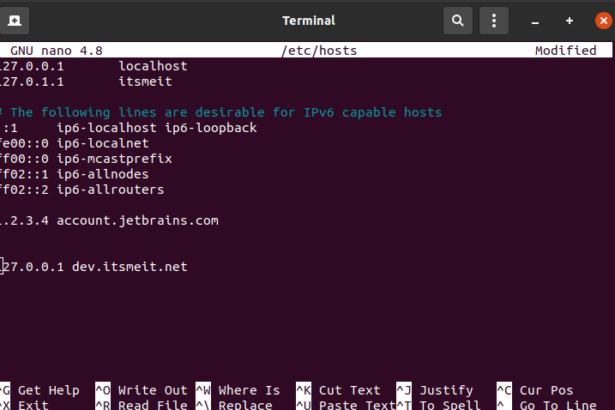 Terminal
GNU nano 4.8 /etc/hosts Modified
27.0.0.1 localhost
27.0.1.1 itsmeit
# The following lines are desirable for IPv6 capable hosts
::1 ip6-localhost ip6-loopback
fe00::0 ip6-localnet
ff00::0 ip6-mcastprefix
ff02::1 ip6-allnodes
ff02::2 ip6-allrouters
.2.3.4 account.jetbrains.com
27.0.0.1 dev.itsmeit.net
^G Get Help ^O Write Out ^W Where Is ^K Cut Text ^J Justify ^C Cur Pos
^X Exit ^R Read File ^\ Replace ^U Paste Text ^T To Spell ^_ Go To Line